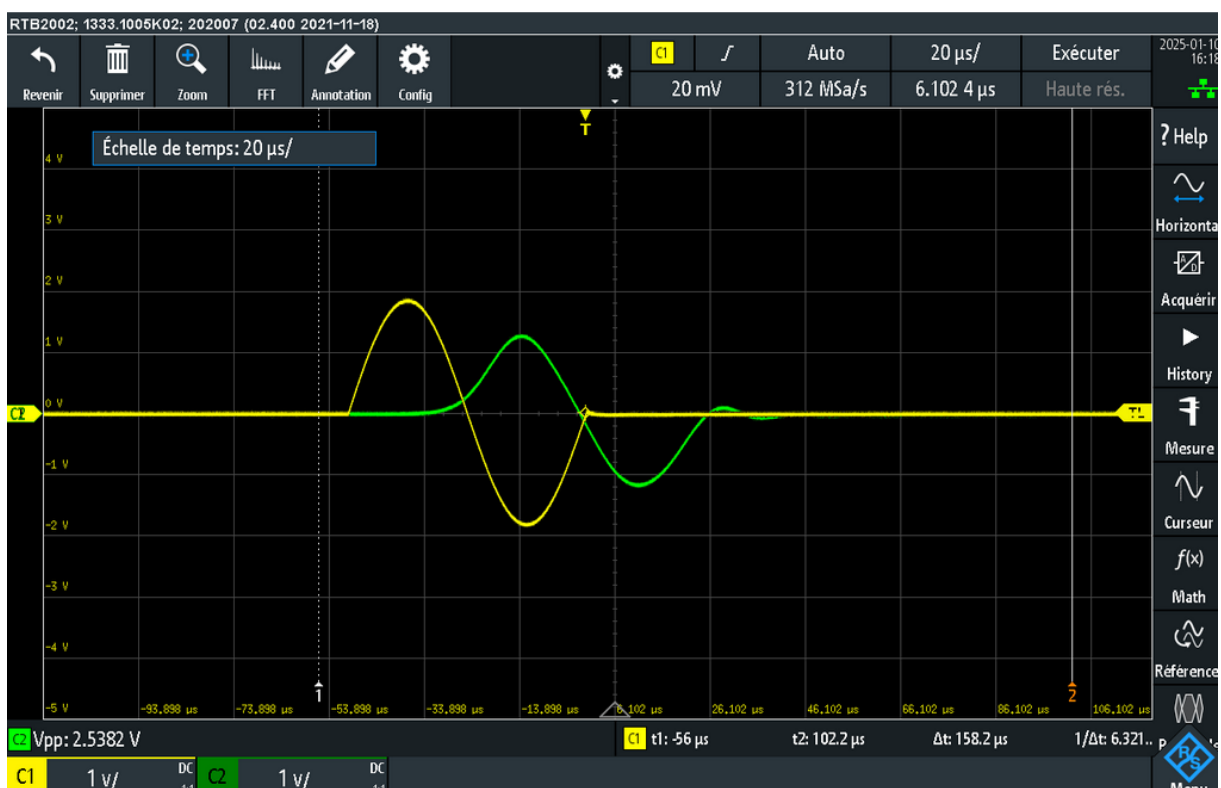 RTB2002; 1333.1005K02; 202007 (02.400 2021-11-18)
Revenir Supprimer Zoom FFT Annotation Config
C1 Auto 20 µs/ Exécuter
20 mV 312 MSa/s 6.102 4 µs Haute rés.
2025-01-10
16:18
T
Échelle de temps: 20 µs/
4 V
3 V
2 V
1 V
0 V
-1 V
-2 V
-3 V
-4 V
-5 V
TL
1
2
-93,898 µs -73,898 µs -53,898 µs -33,898 µs -13,898 µs 6,102 µs 26,102 µs 46,102 µs 66,102 µs 86,102 µs 106,102 µs
? Help
Horizonta
Acquérir
History
Mesure
Curseur
f(x)
Math
Référence
R&S
Menu
C2 Vpp: 2.5382 V
C1 t1: -56 µs t2: 102.2 µs Δt: 158.2 µs 1/Δt: 6.321..
C1 1 V/ DC C2 1 V/ DC